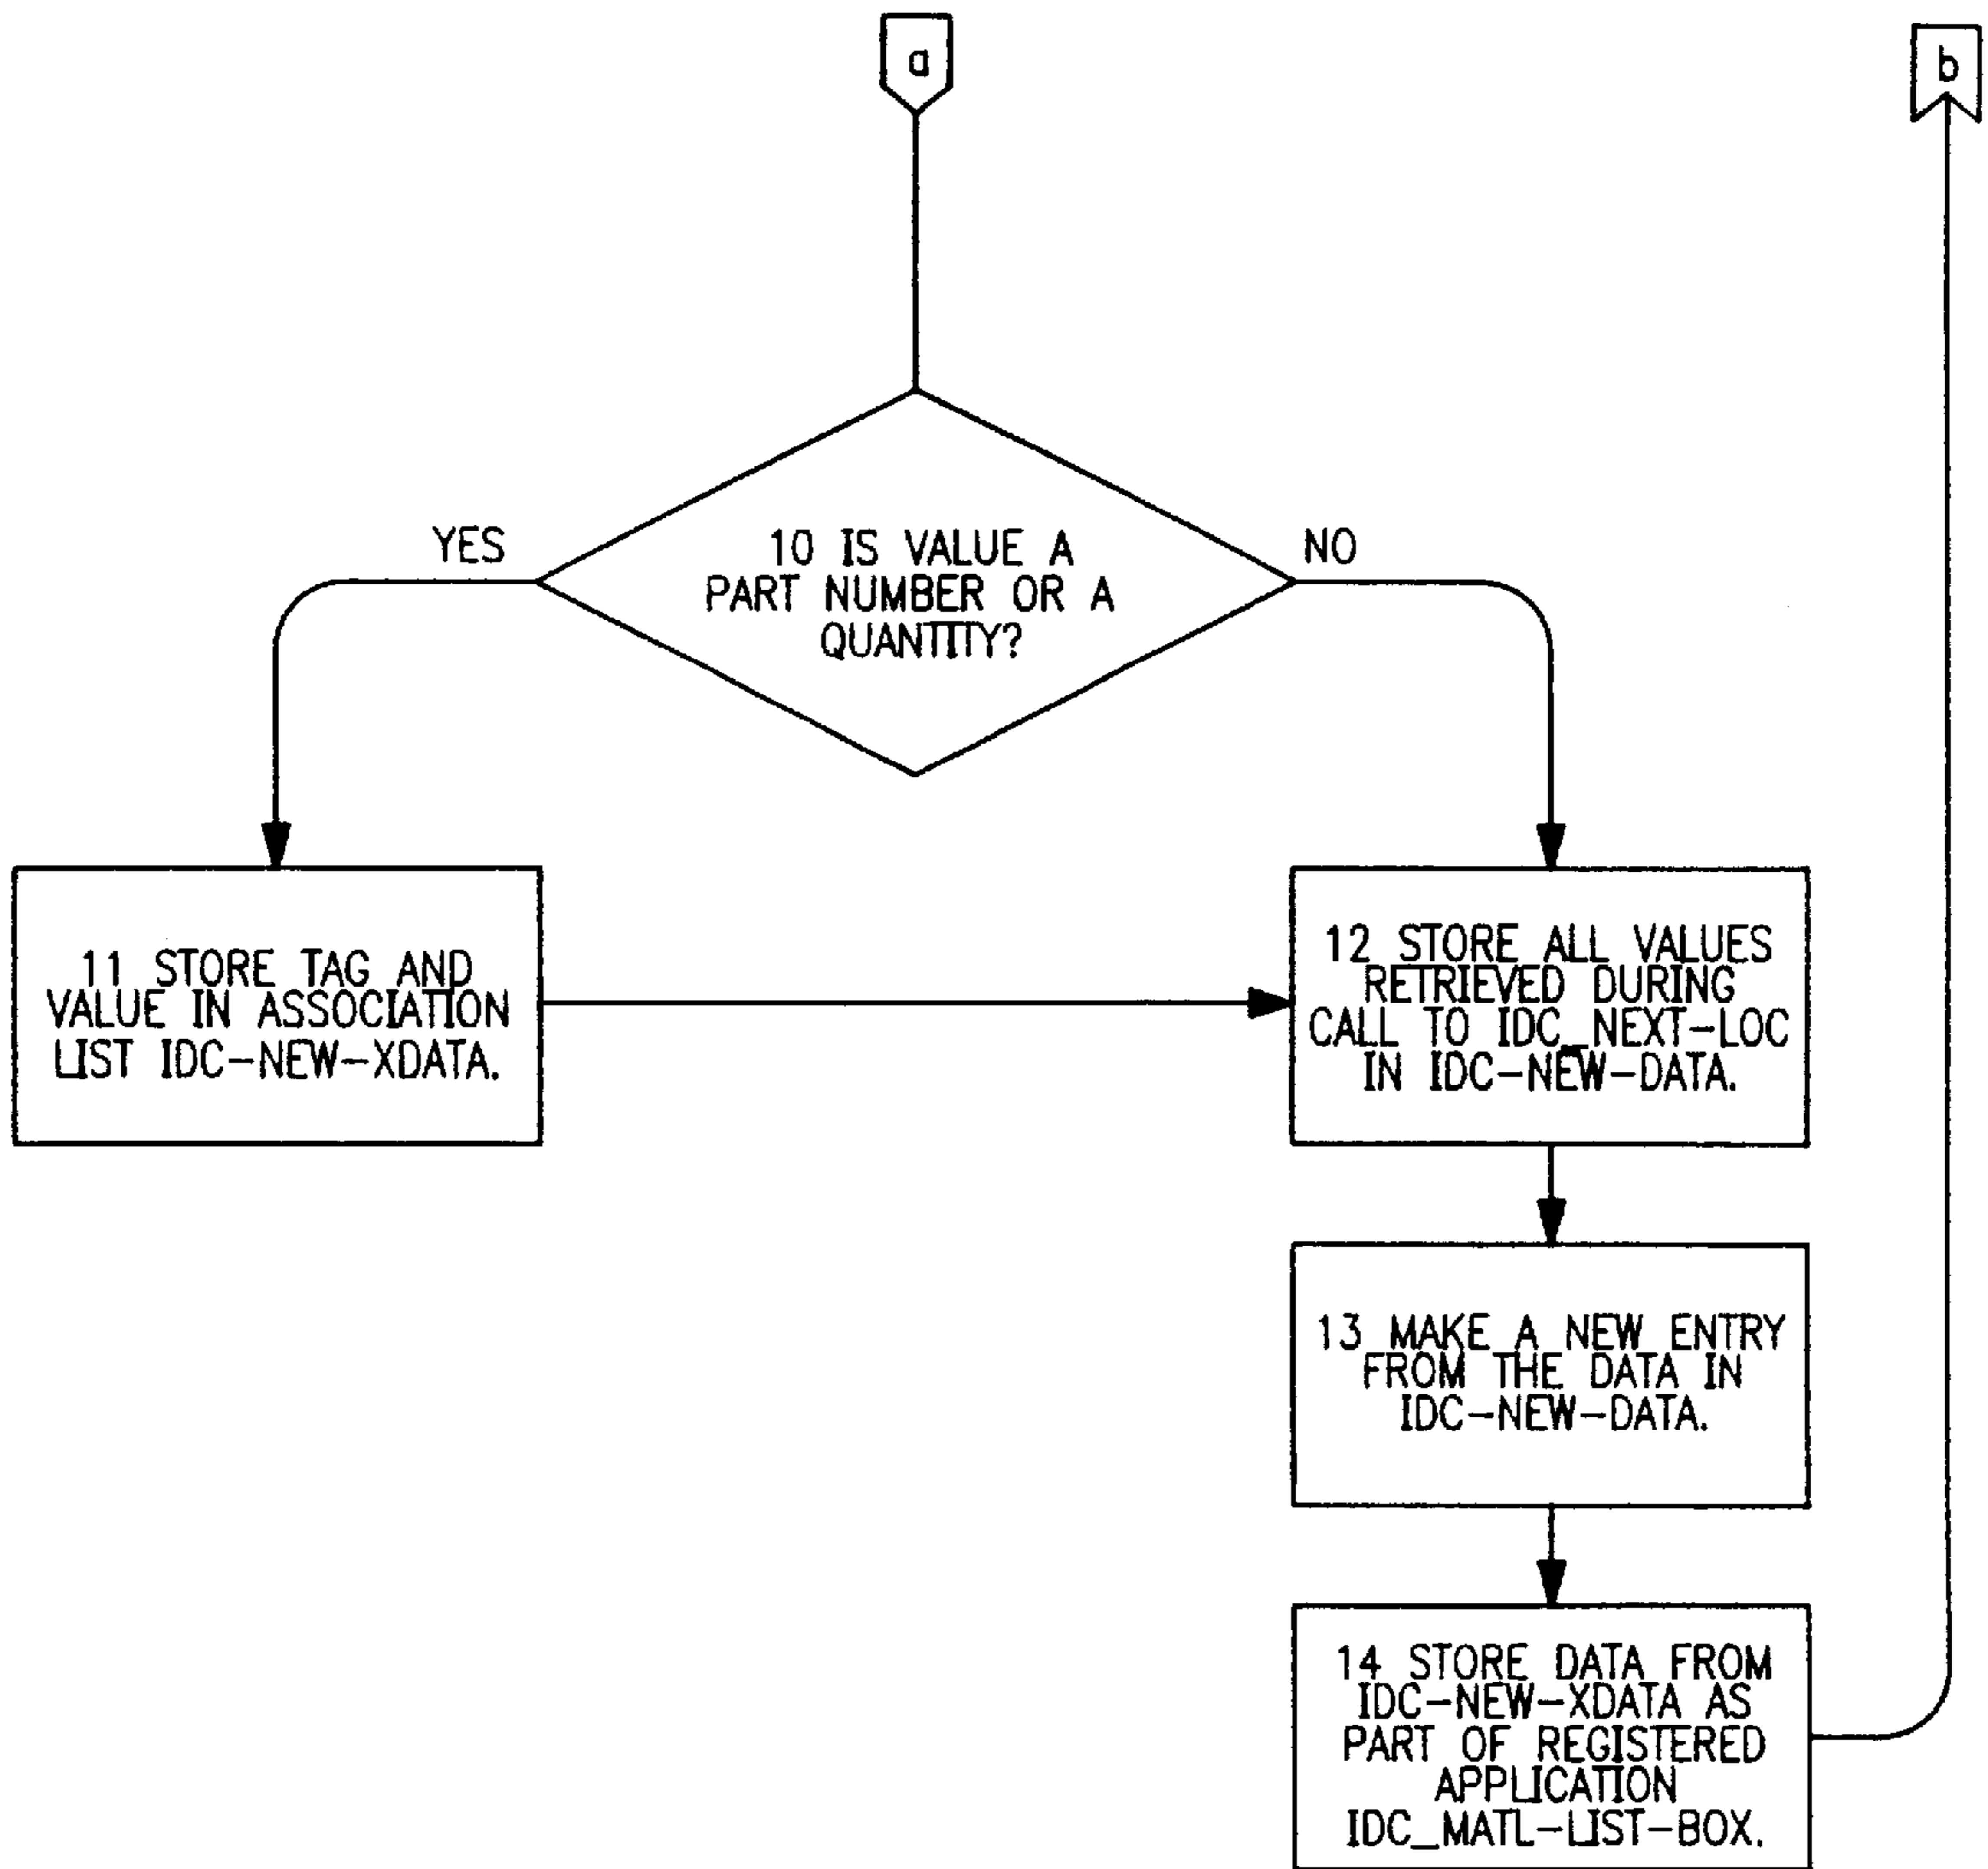 a
b
YES
10 IS VALUE A
PART NUMBER OR A
QUANTITY?
NO
11 STORE TAG AND
VALUE IN ASSOCIATION
LIST IDC-NEW-XDATA.
12 STORE ALL VALUES
RETRIEVED DURING
CALL TO IDC_NEXT-LOC
IN IDC-NEW-DATA.
13 MAKE A NEW ENTRY
FROM THE DATA IN
IDC-NEW-DATA.
14 STORE DATA FROM
IDC-NEW-XDATA AS
PART OF REGISTERED
APPLICATION
IDC_MATL-LIST-BOX.